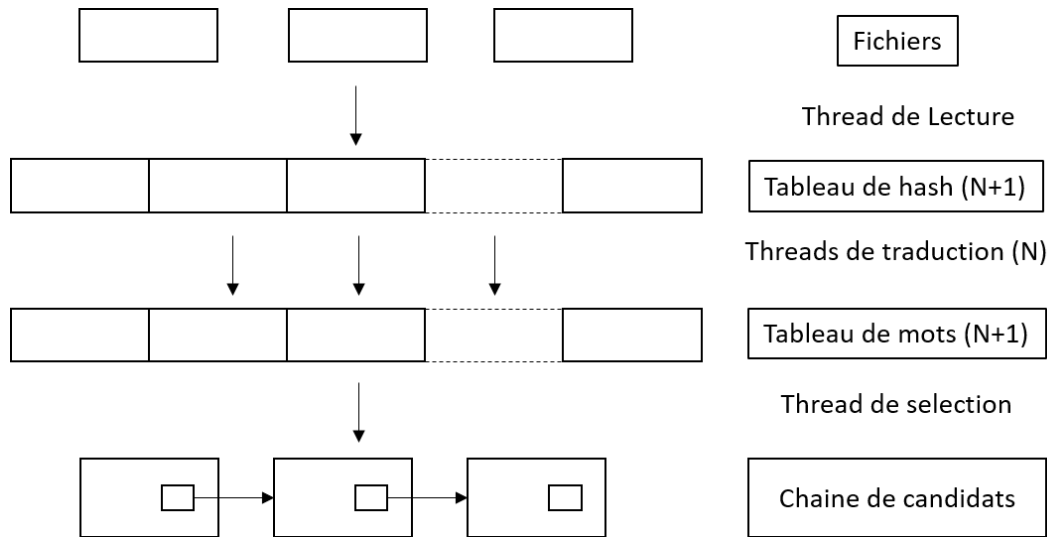 Fichiers
Thread de Lecture
Tableau de hash (N+1)
Threads de traduction (N)
Tableau de mots (N+1)
Thread de selection
Chaine de candidats